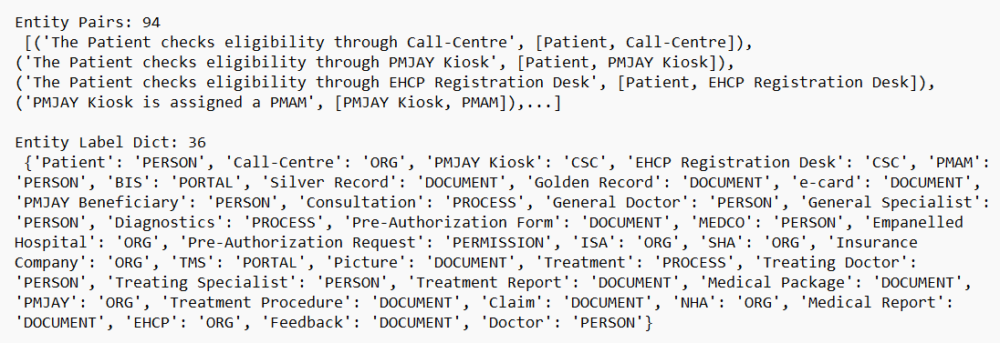 Entity Pairs: 94
[('The Patient checks eligibility through Call-Centre', [Patient, Call-Centre]),
('The Patient checks eligibility through PMJAY Kiosk', [Patient, PMJAY Kiosk]),
('The Patient checks eligibility through EHCP Registration Desk', [Patient, EHCP Registration Desk]),
('PMJAY Kiosk is assigned a PMAM', [PMJAY Kiosk, PMAM]),...]
Entity Label Dict: 36
{'Patient': 'PERSON', 'Call-Centre': 'ORG', 'PMJAY Kiosk': 'CSC', 'EHCP Registration Desk': 'CSC', 'PMAM':
'PERSON', 'BIS': 'PORTAL', 'Silver Record': 'DOCUMENT', 'Golden Record': 'DOCUMENT', 'e-card': 'DOCUMENT',
'PMJAY Beneficiary': 'PERSON', 'Consultation': 'PROCESS', 'General Doctor': 'PERSON', 'General Specialist':
'PERSON', 'Diagnostics': 'PROCESS', 'Pre-Authorization Form': 'DOCUMENT', 'MEDCO': 'PERSON', 'Empanelled
Hospital': 'ORG', 'Pre-Authorization Request': 'PERMISSION', 'ISA': 'ORG', 'SHA': 'ORG', 'Insurance
Company': 'ORG', 'TMS': 'PORTAL', 'Picture': 'DOCUMENT', 'Treatment': 'PROCESS', 'Treating Doctor':
'PERSON', 'Treating Specialist': 'PERSON', 'Treatment Report': 'DOCUMENT', 'Medical Package': 'DOCUMENT',
'PMJAY': 'ORG', 'Treatment Procedure': 'DOCUMENT', 'Claim': 'DOCUMENT', 'NHA': 'ORG', 'Medical Report':
'DOCUMENT', 'EHCP': 'ORG', 'Feedback': 'DOCUMENT', 'Doctor': 'PERSON'}